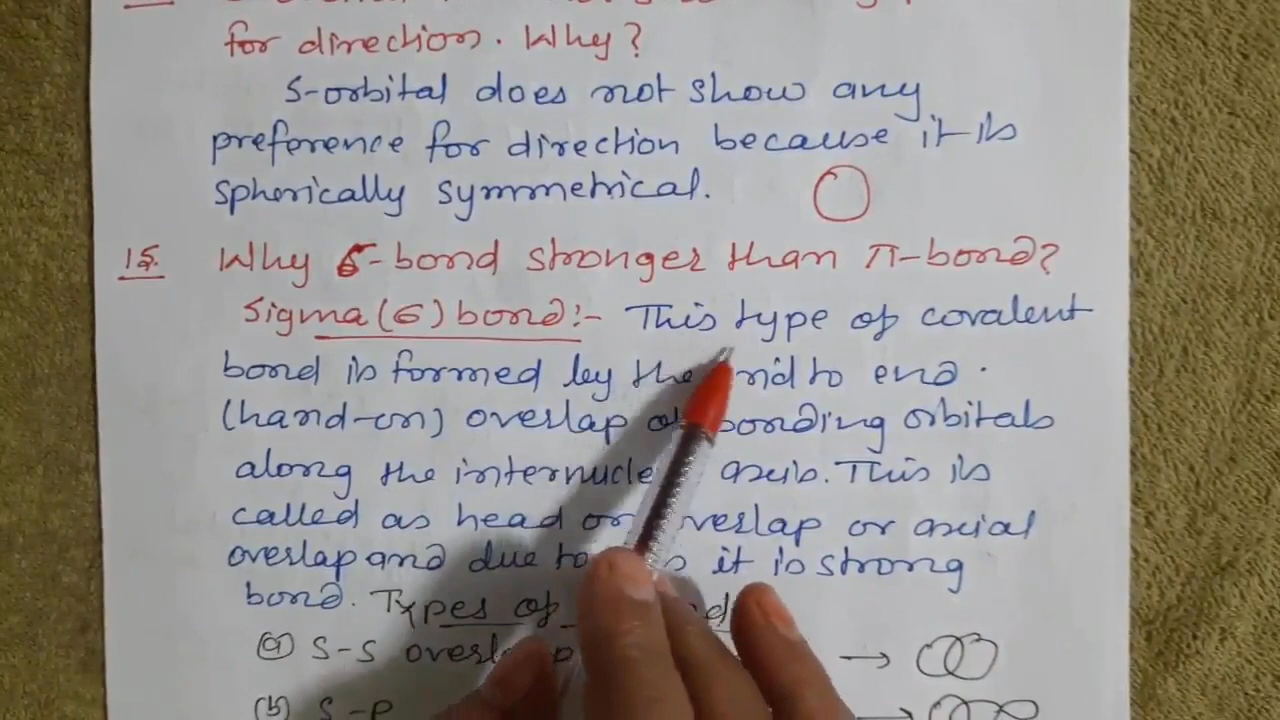 for direction. Why?
s-orbital does not show any
preference for direction because it is
spherically symmetrical.
15. Why σ-bond stronger than π-bond?
Sigma (σ) bond:- This type of covalent
bond is formed by the end to end.
(hand-on) overlap of bonding orbitals
along the internucle axis. This is
called as head on overlap or axial
overlap and due to it is strong
bond. Types of
(a) s-s overlap →
(b) s-p →